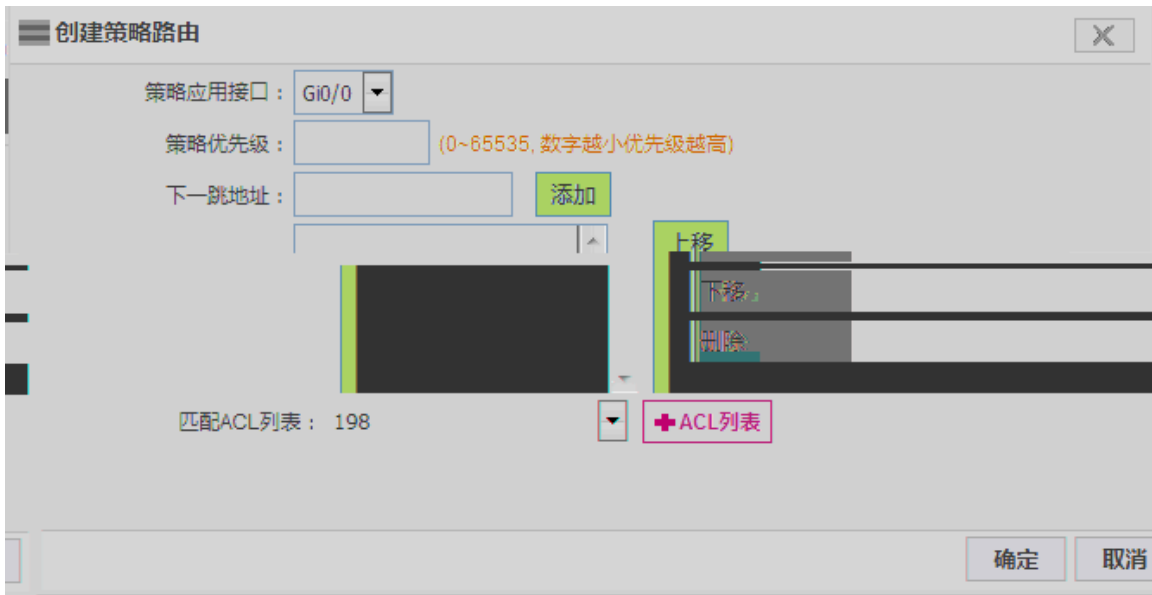 创建策略路由
策略应用接口： Gi0/0
策略优先级： (0~65535, 数字越小优先级越高)
下一跳地址： 添加
上移
下移
删除
匹配ACL列表： 198 ACL列表
确定 取消